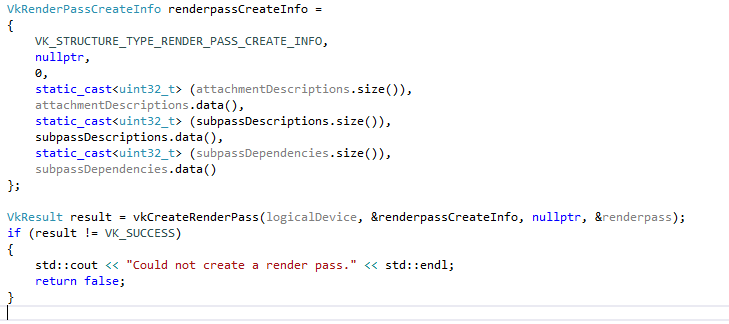 VkRenderPassCreateInfo renderpassCreateInfo =
{
VK_STRUCTURE_TYPE_RENDER_PASS_CREATE_INFO,
nullptr,
0,
static_cast<uint32_t> (attachmentDescriptions.size()),
attachmentDescriptions.data(),
static_cast<uint32_t> (subpassDescriptions.size()),
subpassDescriptions.data(),
static_cast<uint32_t> (subpassDependencies.size()),
subpassDependencies.data()
};
VkResult result = vkCreateRenderPass(logicalDevice, &renderpassCreateInfo, nullptr, &renderpass);
if (result != VK_SUCCESS)
{
std::cout << "Could not create a render pass." << std::endl;
return false;
}